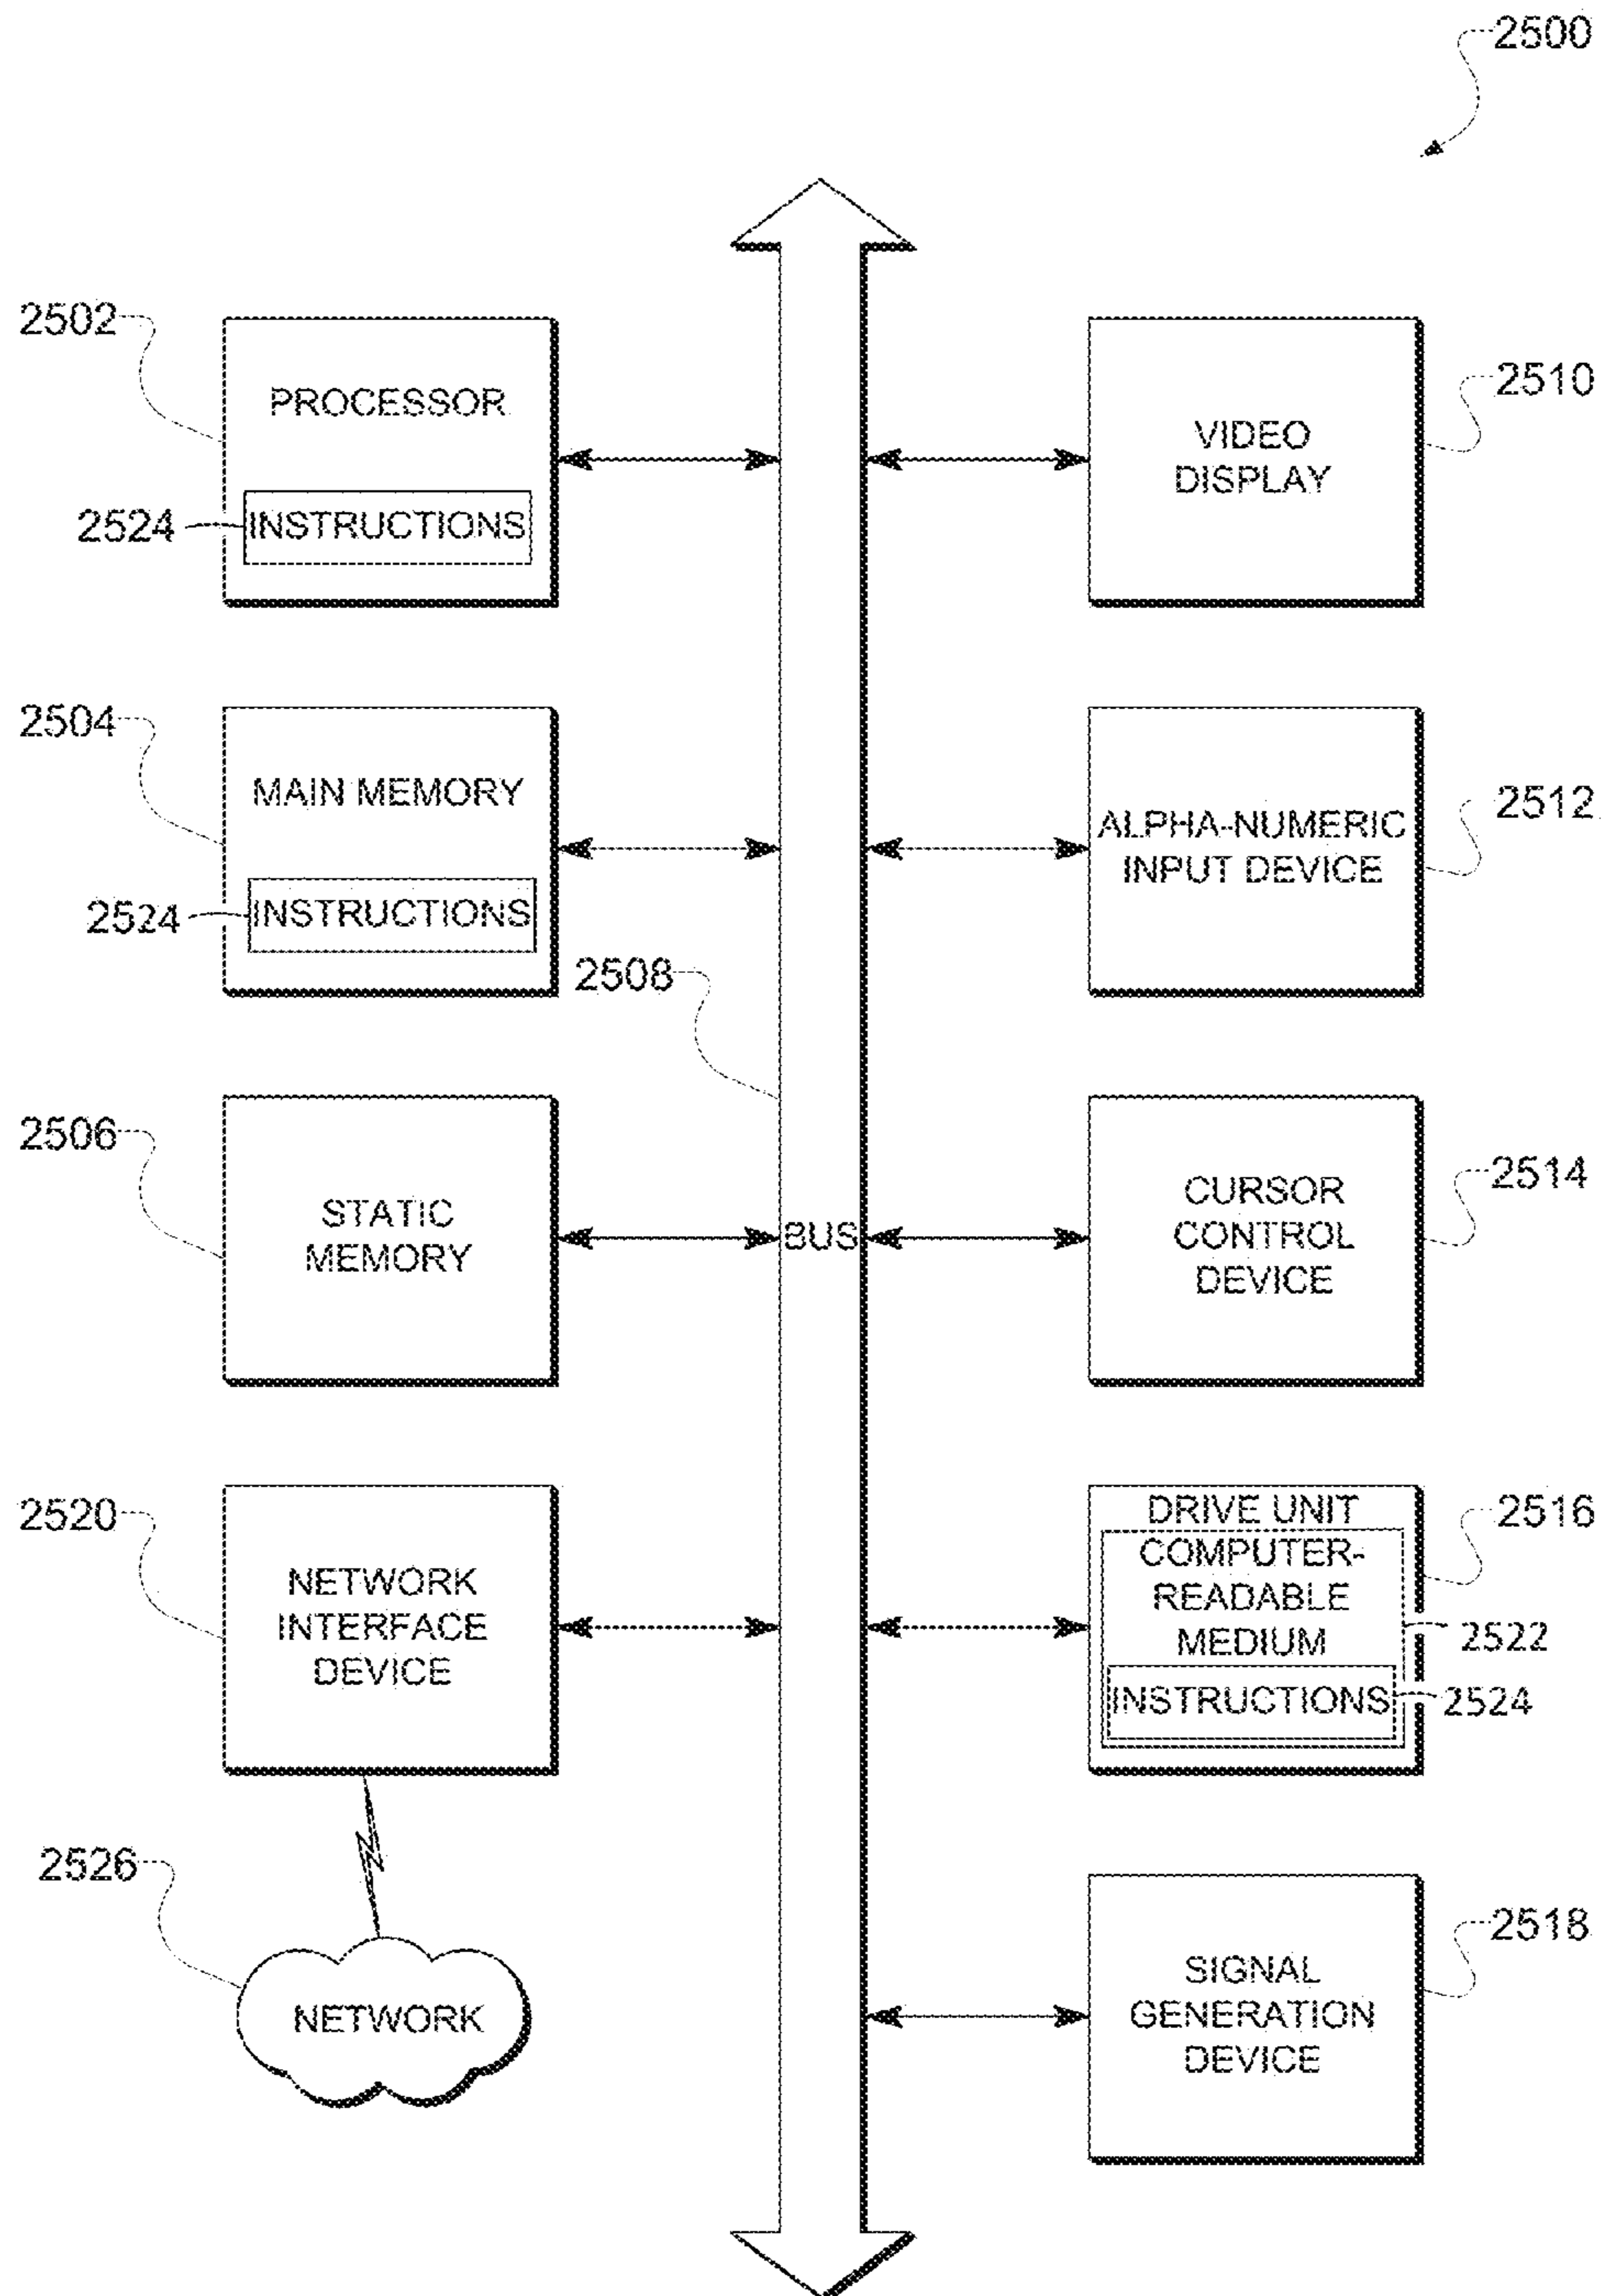 2500
2502
PROCESSOR
2524
INSTRUCTIONS
2510
VIDEO
DISPLAY
2504
MAIN MEMORY
2524
INSTRUCTIONS
2508
2512
ALPHA-NUMERIC
INPUT DEVICE
2506
STATIC
MEMORY
BUS
2514
CURSOR
CONTROL
DEVICE
2520
NETWORK
INTERFACE
DEVICE
2516
DRIVE UNIT
COMPUTER-
READABLE
MEDIUM
2522
INSTRUCTIONS
2524
2526
NETWORK
2518
SIGNAL
GENERATION
DEVICE